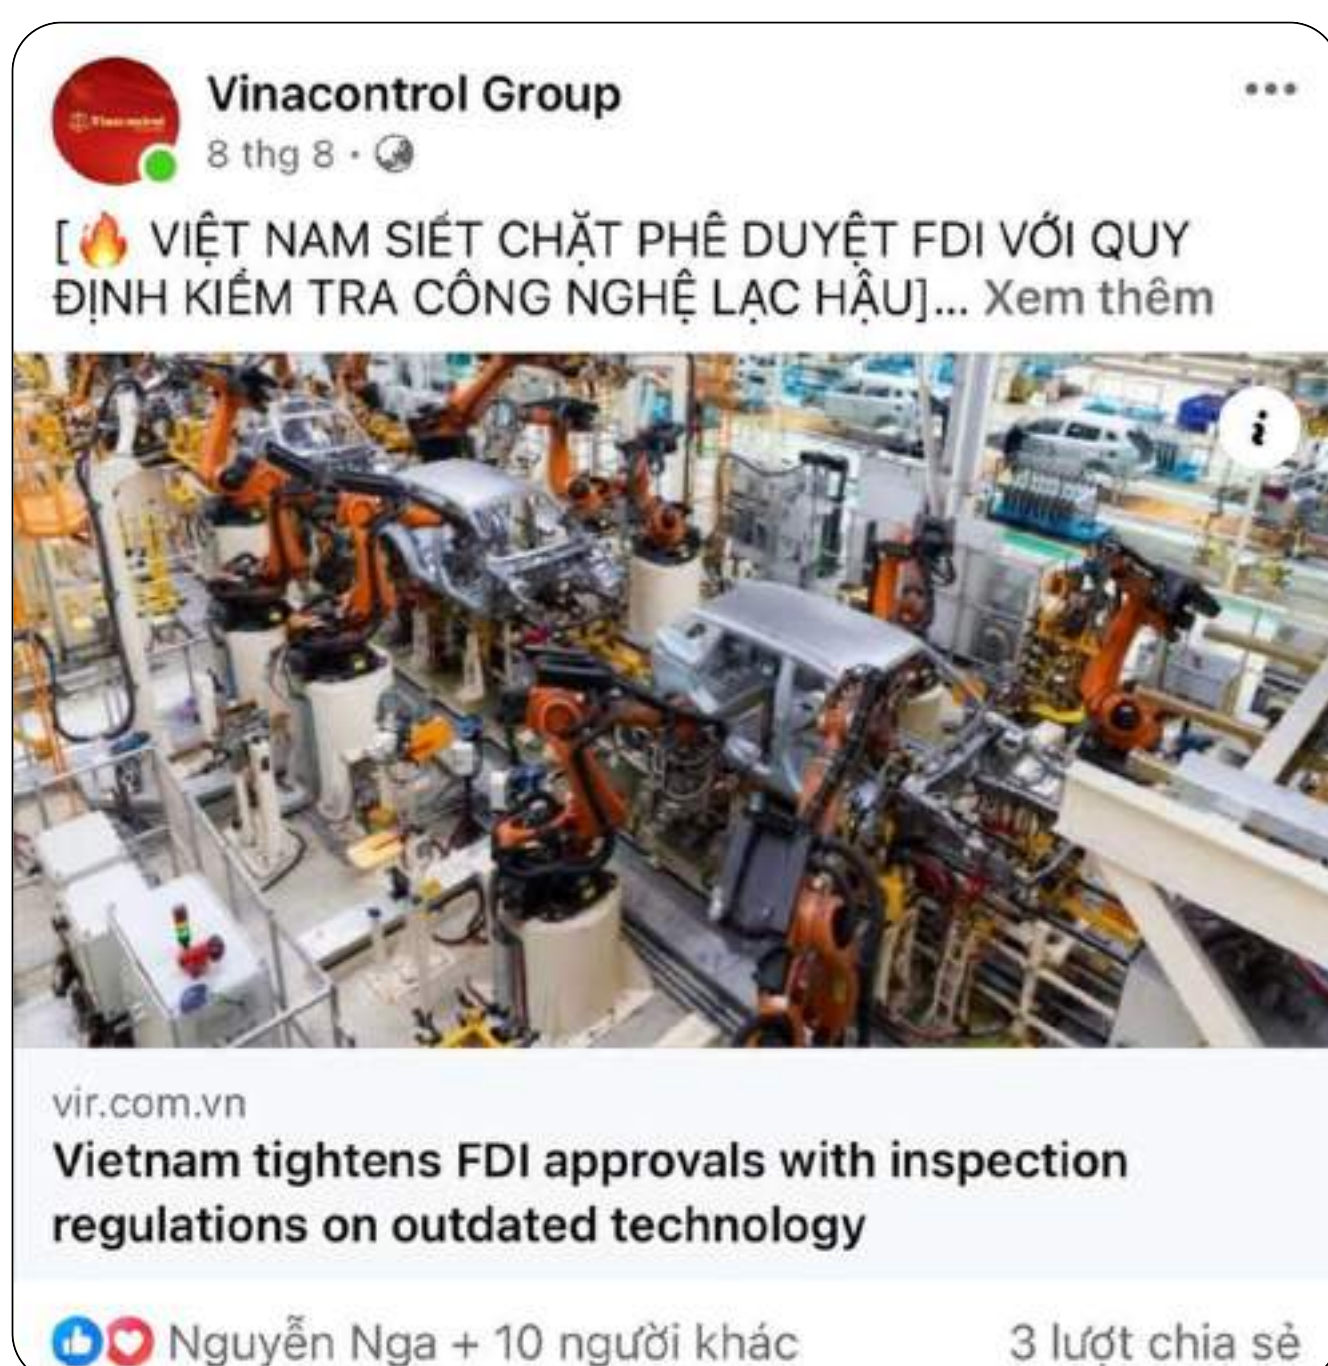 Vinacontrol Group
8 thg 8 ·
[🔥 VIỆT NAM SIẾT CHẶT PHÊ DUYỆT FDI VỚI QUY
ĐỊNH KIỂM TRA CÔNG NGHỆ LẠC HẬU]... Xem thêm
vir.com.vn
Vietnam tightens FDI approvals with inspection
regulations on outdated technology
Nguyễn Nga + 10 người khác
3 lượt chia sẻ